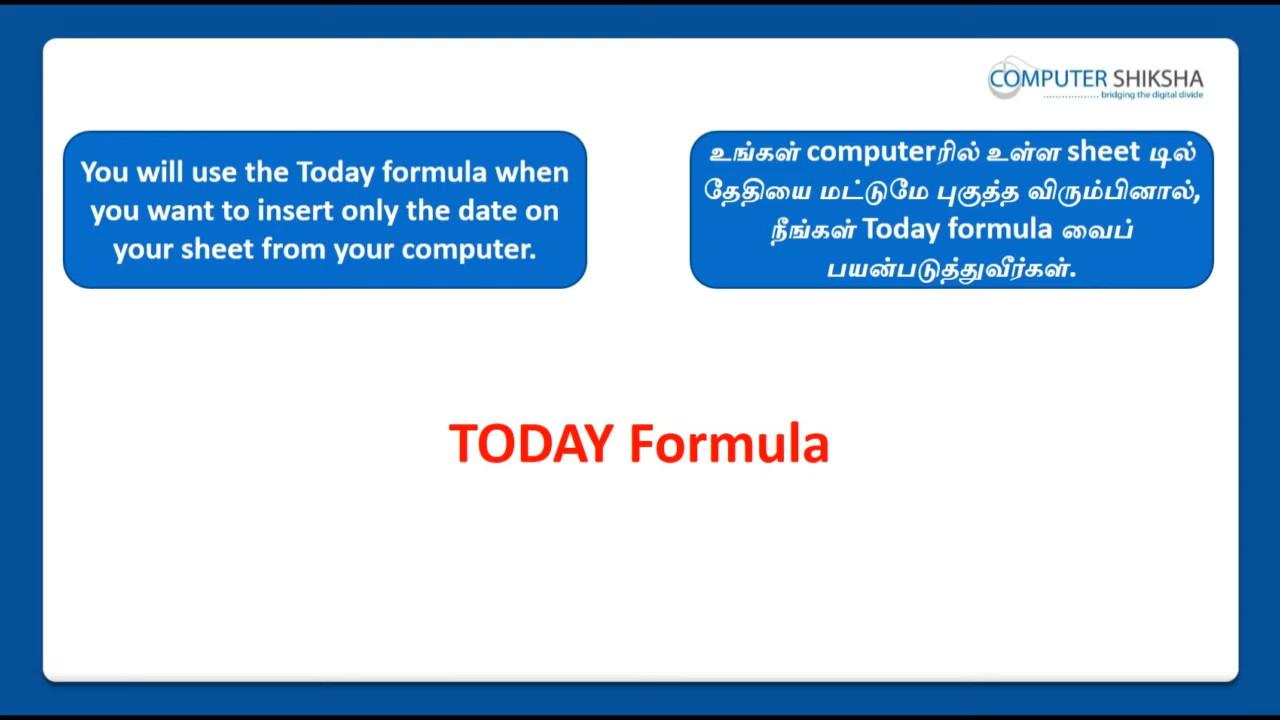 COMPUTER SHIKSHA
bridging the digital divide
You will use the Today formula when
you want to insert only the date on
your sheet from your computer.
உங்கள் computerரில் உள்ள sheet டில்
தேதியை மட்டுமே புகுத்த விரும்பினால்,
நீங்கள் Today formula வைப்
பயன்படுத்துவீர்கள்.
TODAY Formula